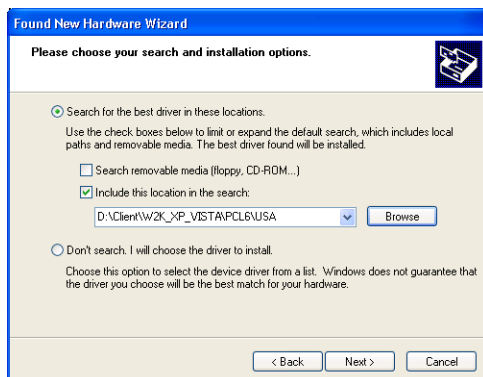 Found New Hardware Wizard
Please choose your search and installation options.
Search for the best driver in these locations.
Use the check boxes below to limit or expand the default search, which includes local
paths and removable media. The best driver found will be installed.
Search removable media (floppy, CD-ROM...)
Include this location in the search:
D:\Client\W2K_XP_VISTA\PCL6\USA
Browse
Don't search. I will choose the driver to install.
Choose this option to select the device driver from a list. Windows does not guarantee that
the driver you choose will be the best match for your hardware.
< Back Next > Cancel